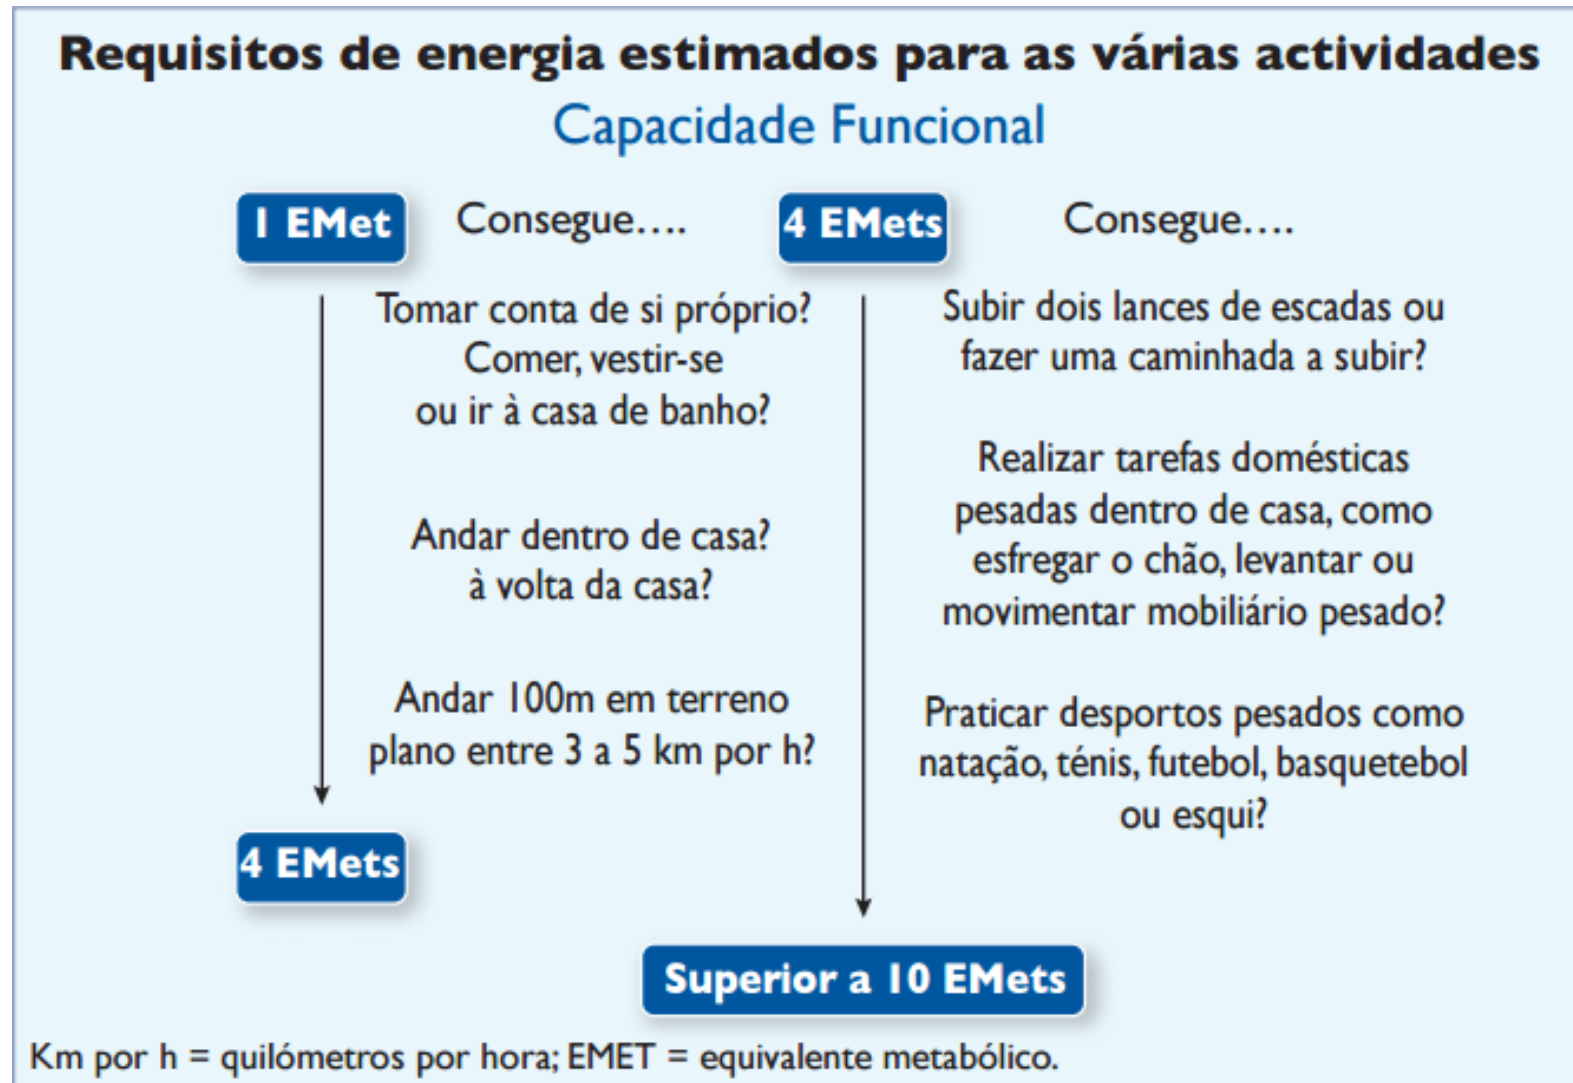 Requisitos de energia estimados para as várias actividades
Capacidade Funcional
1 EMet
Consegue....
Tomar conta de si próprio?
Comer, vestir-se
ou ir à casa de banho?
Andar dentro de casa?
à volta da casa?
Andar 100m em terreno
plano entre 3 a 5 km por h?
4 EMets
4 EMets
Consegue....
Subir dois lances de escadas ou
fazer uma caminhada a subir?
Realizar tarefas domésticas
pesadas dentro de casa, como
esfregar o chão, levantar ou
movimentar mobiliário pesado?
Praticar desportos pesados como
natação, ténis, futebol, basquetebol
ou esqui?
Superior a 10 EMets
Km por h = quilómetros por hora; EMET = equivalente metabólico.